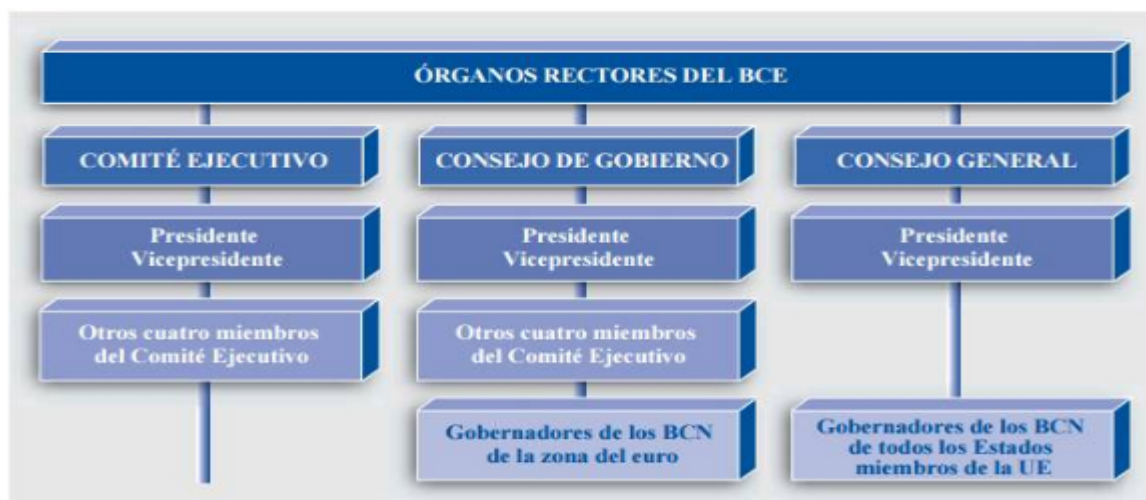 ÓRGANOS RECTORES DEL BCE
COMITÉ EJECUTIVO
CONSEJO DE GOBIERNO
CONSEJO GENERAL
Presidente
Vicepresidente
Presidente
Vicepresidente
Presidente
Vicepresidente
Otros cuatro miembros
del Comité Ejecutivo
Otros cuatro miembros
del Comité Ejecutivo
Gobernadores de los BCN
de la zona del euro
Gobernadores de los BCN
de todos los Estados
miembros de la UE